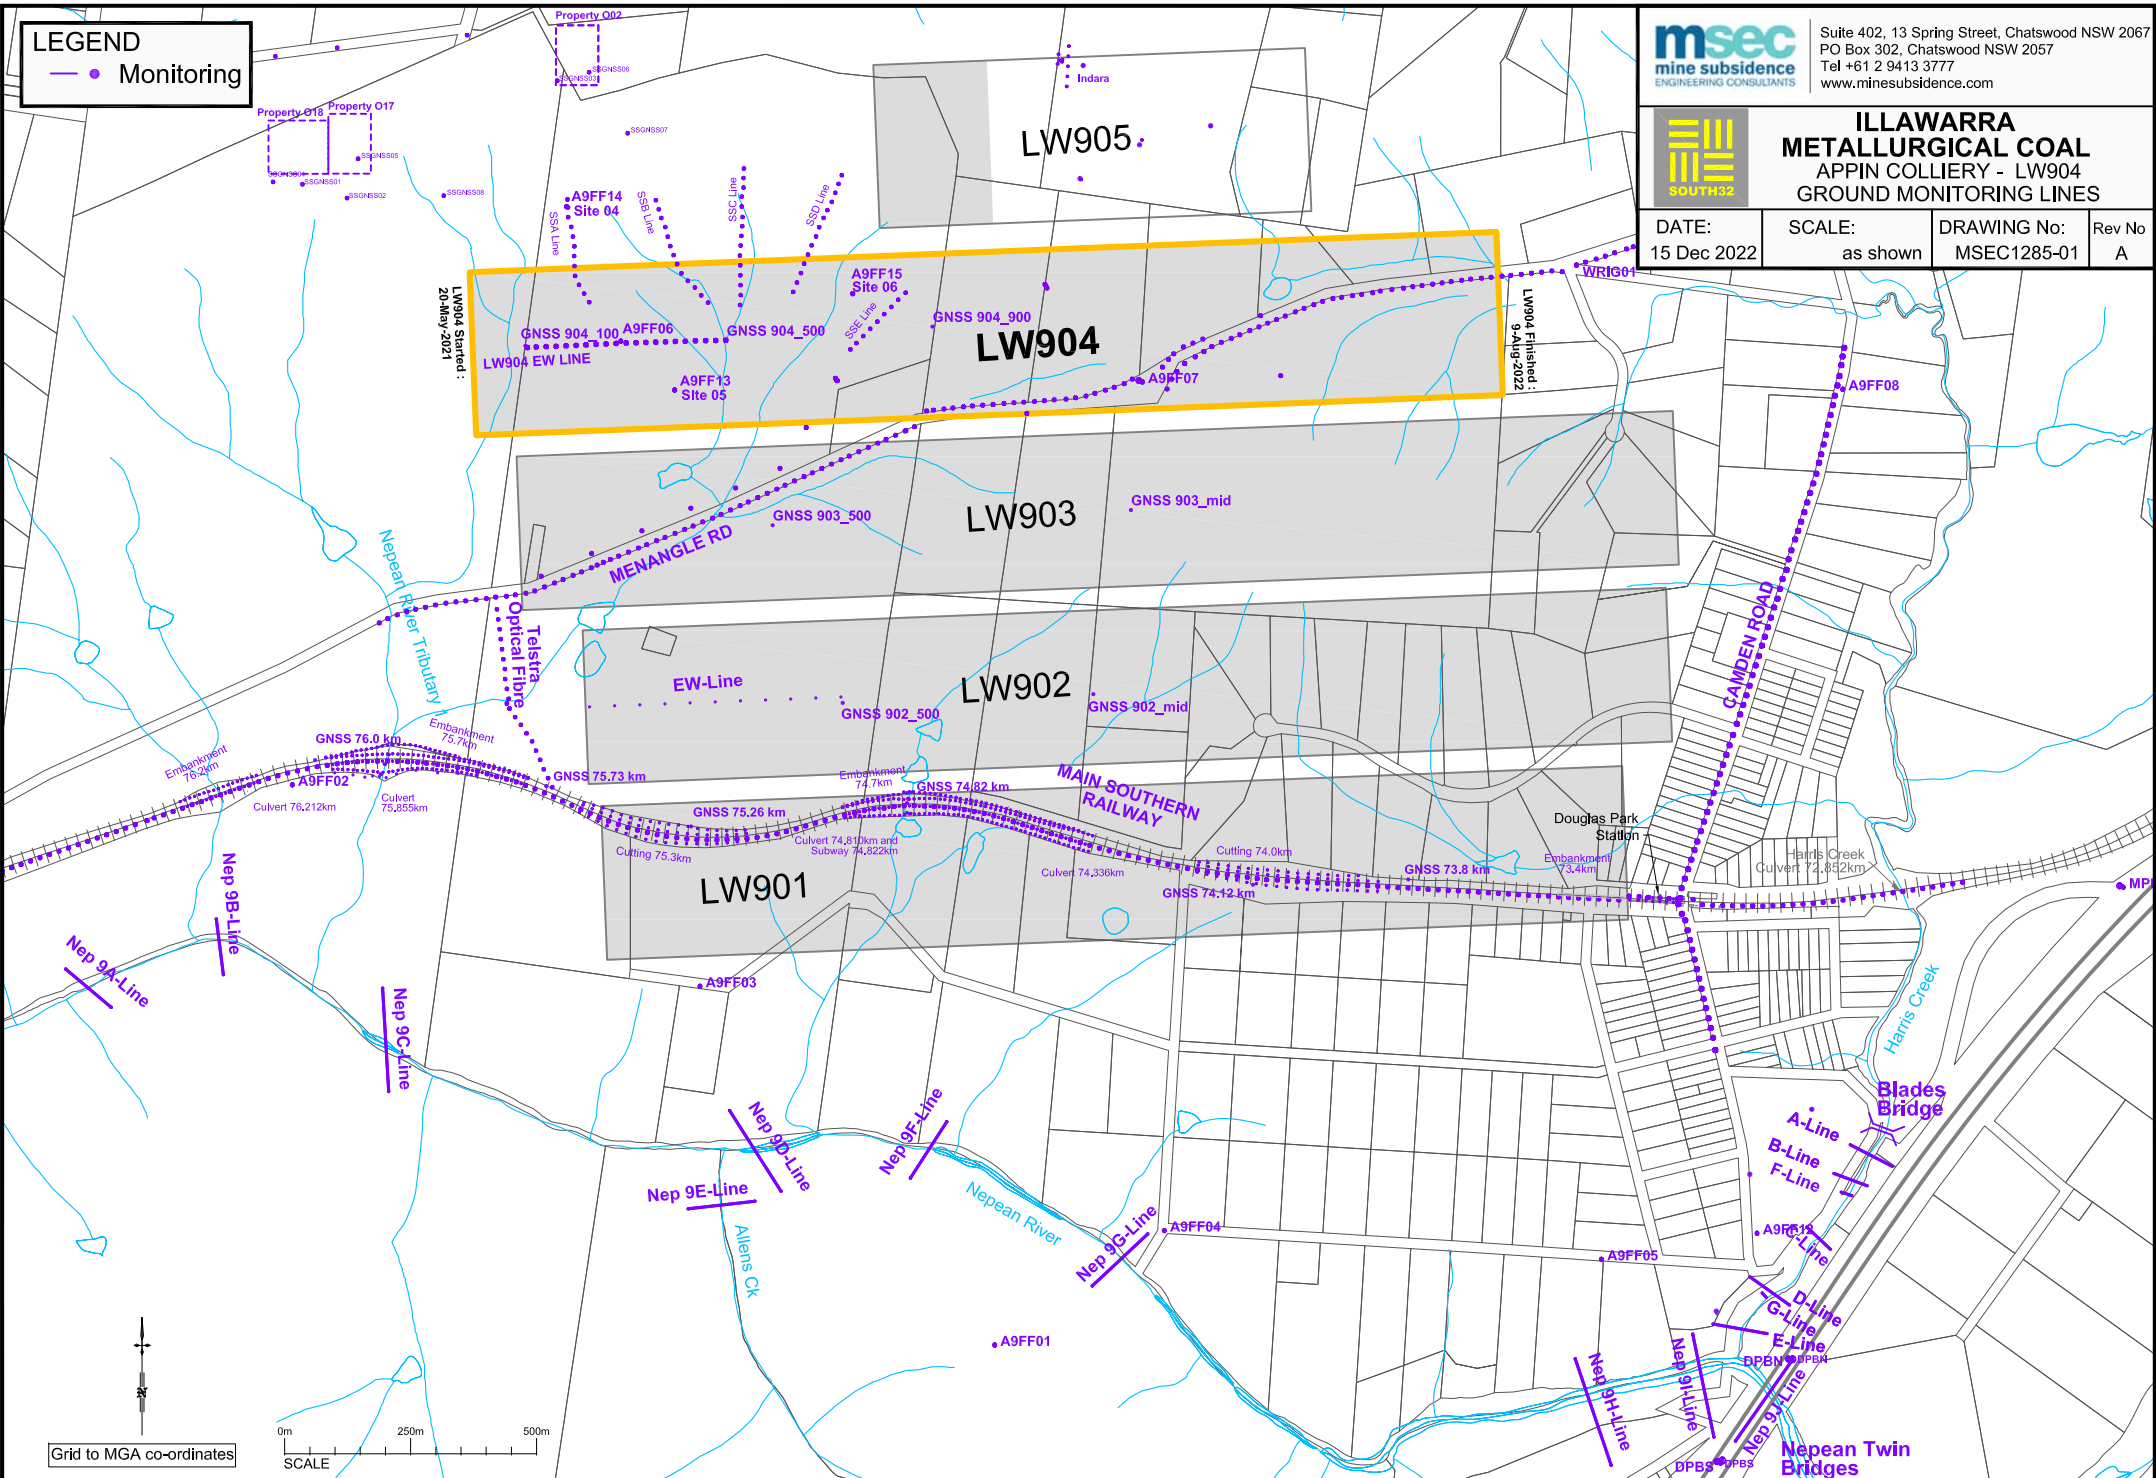 LEGEND
Monitoring
Property O02
SSGNSS03
SSGNSS06
Property O18
Property O17
SSGNSS07
SSGNSS05
SSGNSS01
SSGNSS02
SSGNSS08
Indara
LW905
msec
mine subsidence
ENGINEERING CONSULTANTS
Suite 402, 13 Spring Street, Chatswood NSW 2067
PO Box 302, Chatswood NSW 2057
Tel +61 2 9413 3777
www.minesubsidence.com
SOUTH32
ILLAWARRA
METALLURGICAL COAL
APPIN COLLIERY - LW904
GROUND MONITORING LINES
DATE:
15 Dec 2022
SCALE:
as shown
DRAWING No:
MSEC1285-01
Rev No
A
A9FF14
Site 04
SSA Line
SSB Line
SSC Line
SSD Line
A9FF15
Site 06
SSE Line
WRIG01
LW904 Started :
20-May-2021
GNSS 904_100
A9FF06
GNSS 904_500
GNSS 904_900
LW904
LW904 EW LINE
A9FF13
Site 05
A9FF07
LW904 Finished :
9-Aug-2022
A9FF08
GNSS 903_500
LW903
GNSS 903_mid
MENANGLE RD
Nepean River Tributary
Telstra
Optical Fibre
CAMDEN ROAD
EW-Line
GNSS 902_500
LW902
GNSS 902_mid
Embankment
76.2km
GNSS 76.0 km
Embankment
75.7km
A9FF02
Culvert 76.212km
Culvert
75.855km
GNSS 75.73 km
GNSS 75.26 km
Embankment
74.7km
GNSS 74.82 km
MAIN SOUTHERN
RAILWAY
Cutting 75.3km
Culvert 74.810km and
Subway 74.822km
Culvert 74.336km
Cutting 74.0km
GNSS 74.12 km
GNSS 73.8 km
Embankment
73.4km
Douglas Park
Station
Harris Creek
Culvert 72.852km
LW901
Nep 9A-Line
Nep 9B-Line
Nep 9C-Line
A9FF03
Harris Creek
Nep 9D-Line
Nep 9E-Line
Nep 9F-Line
Nepean River
Allens Ck
Nep 9G-Line
A9FF04
A9FF05
A9FF01
Blades
Bridge
A-Line
B-Line
F-Line
A9FF12
C-Line
D-Line
G-Line
E-Line
DPBN
DPBN
Nep 9H-Line
Nep 9I-Line
Nep 9J-Line
DPBS
DPBS
Nepean Twin
Bridges
Grid to MGA co-ordinates
0m
250m
500m
SCALE